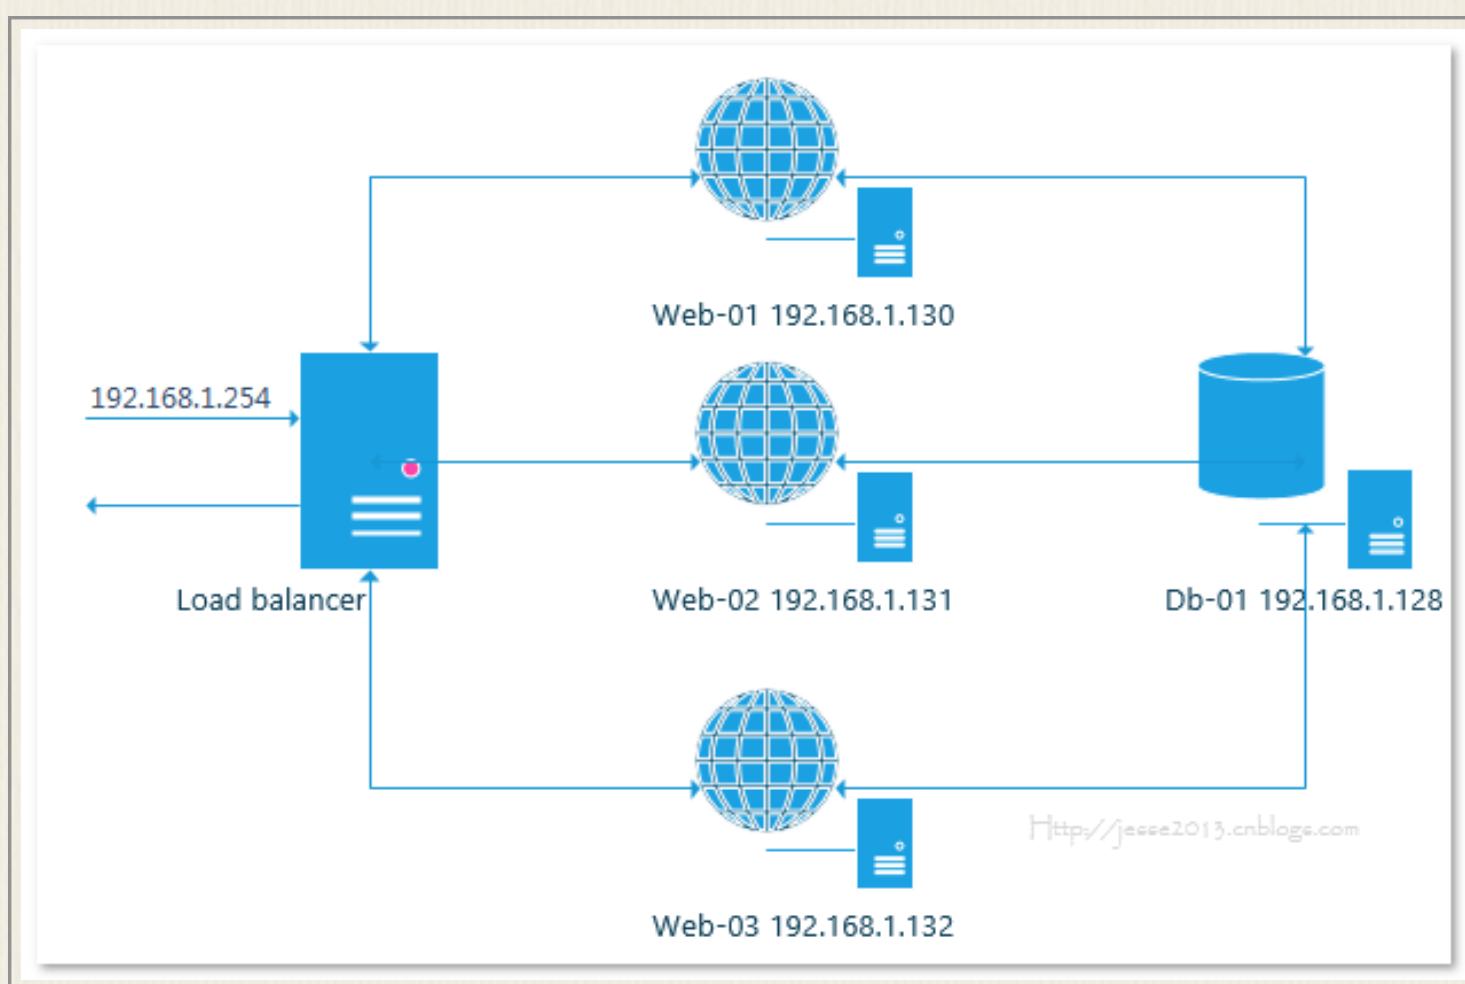 Web-01 192.168.1.130
192.168.1.254
Load balancer
Web-02 192.168.1.131
Db-01 192.168.1.128
Http://jesse2013.cnblogs.com
Web-03 192.168.1.132